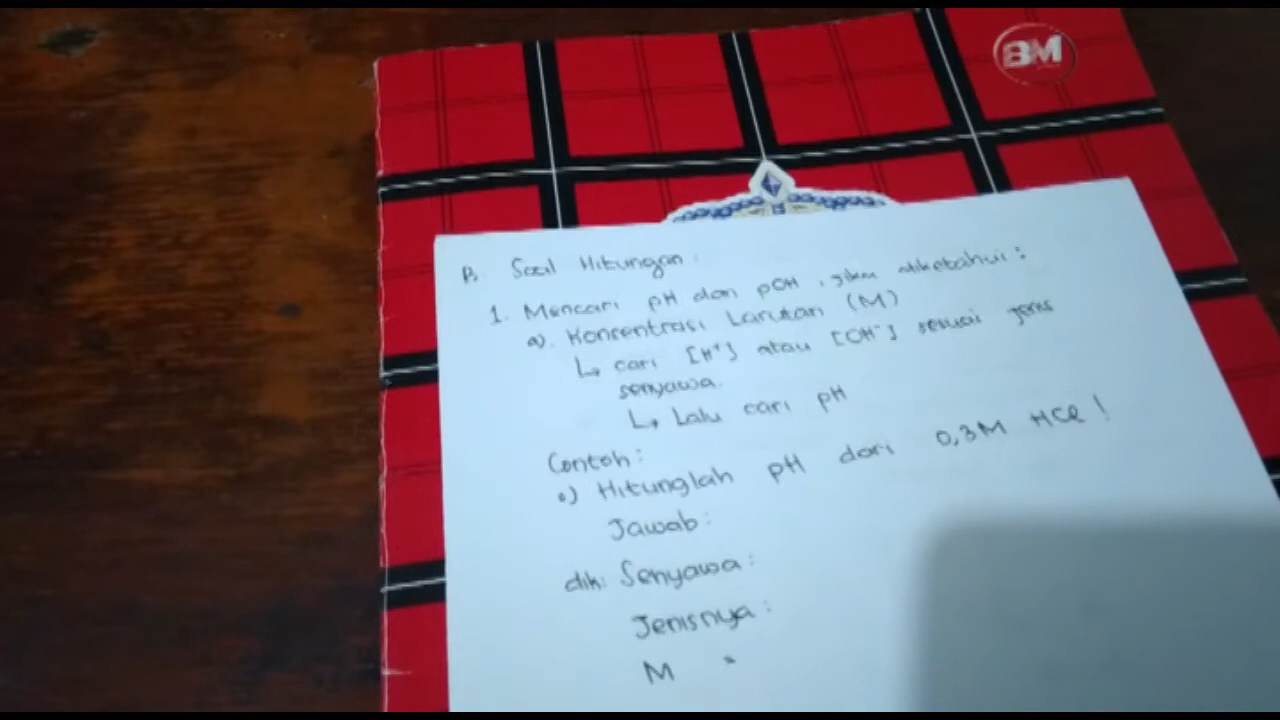 BM
B. Soal Hitungan.
1. Mencari pH dan pOH, jika diketahui:
a). Konsentrasi Larutan (M)
↳ cari [H⁺] atau [OH⁻] sesuai jenis
senyawa.
↳ Lalu cari pH
Contoh:
•) Hitunglah pH dari 0,3M HCl!
Jawab:
dik: Senyawa:
Jenisnya:
M